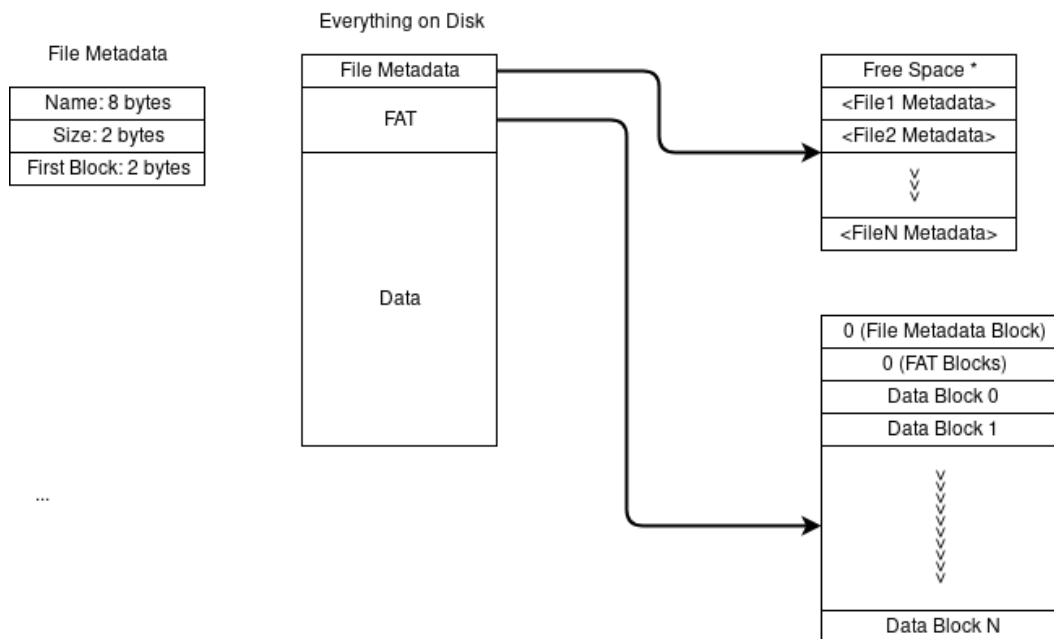 Everything on Disk
File Metadata
Name: 8 bytes
Size: 2 bytes
First Block: 2 bytes
File Metadata
FAT
Data
Free Space *
<File1 Metadata>
<File2 Metadata>
>>>
<FileN Metadata>
0 (File Metadata Block)
0 (FAT Blocks)
Data Block 0
Data Block 1
>>>>>>>>>>
Data Block N
...